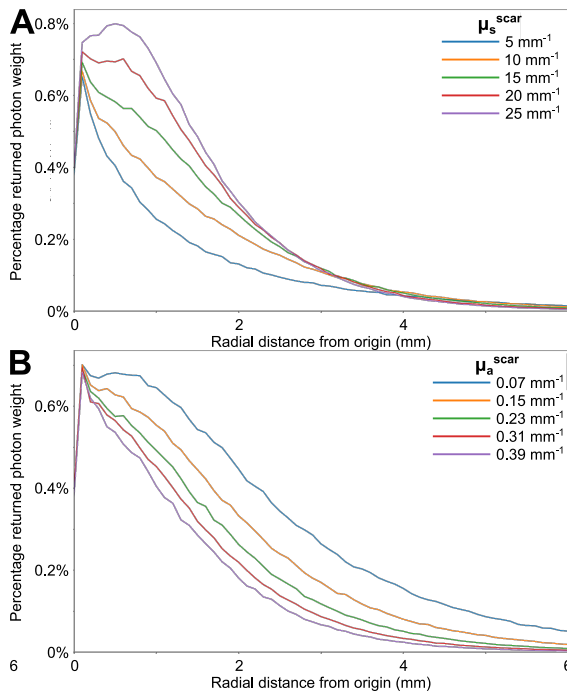 A
0.8%
0.6%
0.4%
0.2%
0%
Percentage returned photon weight
μsˢᶜᵃʳ
5 mm⁻¹
10 mm⁻¹
15 mm⁻¹
20 mm⁻¹
25 mm⁻¹
0
2
4
6
Radial distance from origin (mm)
B
0.6%
0.4%
0.2%
0%
Percentage returned photon weight
μₐˢᶜᵃʳ
0.07 mm⁻¹
0.15 mm⁻¹
0.23 mm⁻¹
0.31 mm⁻¹
0.39 mm⁻¹
6
0
2
4
6
Radial distance from origin (mm)